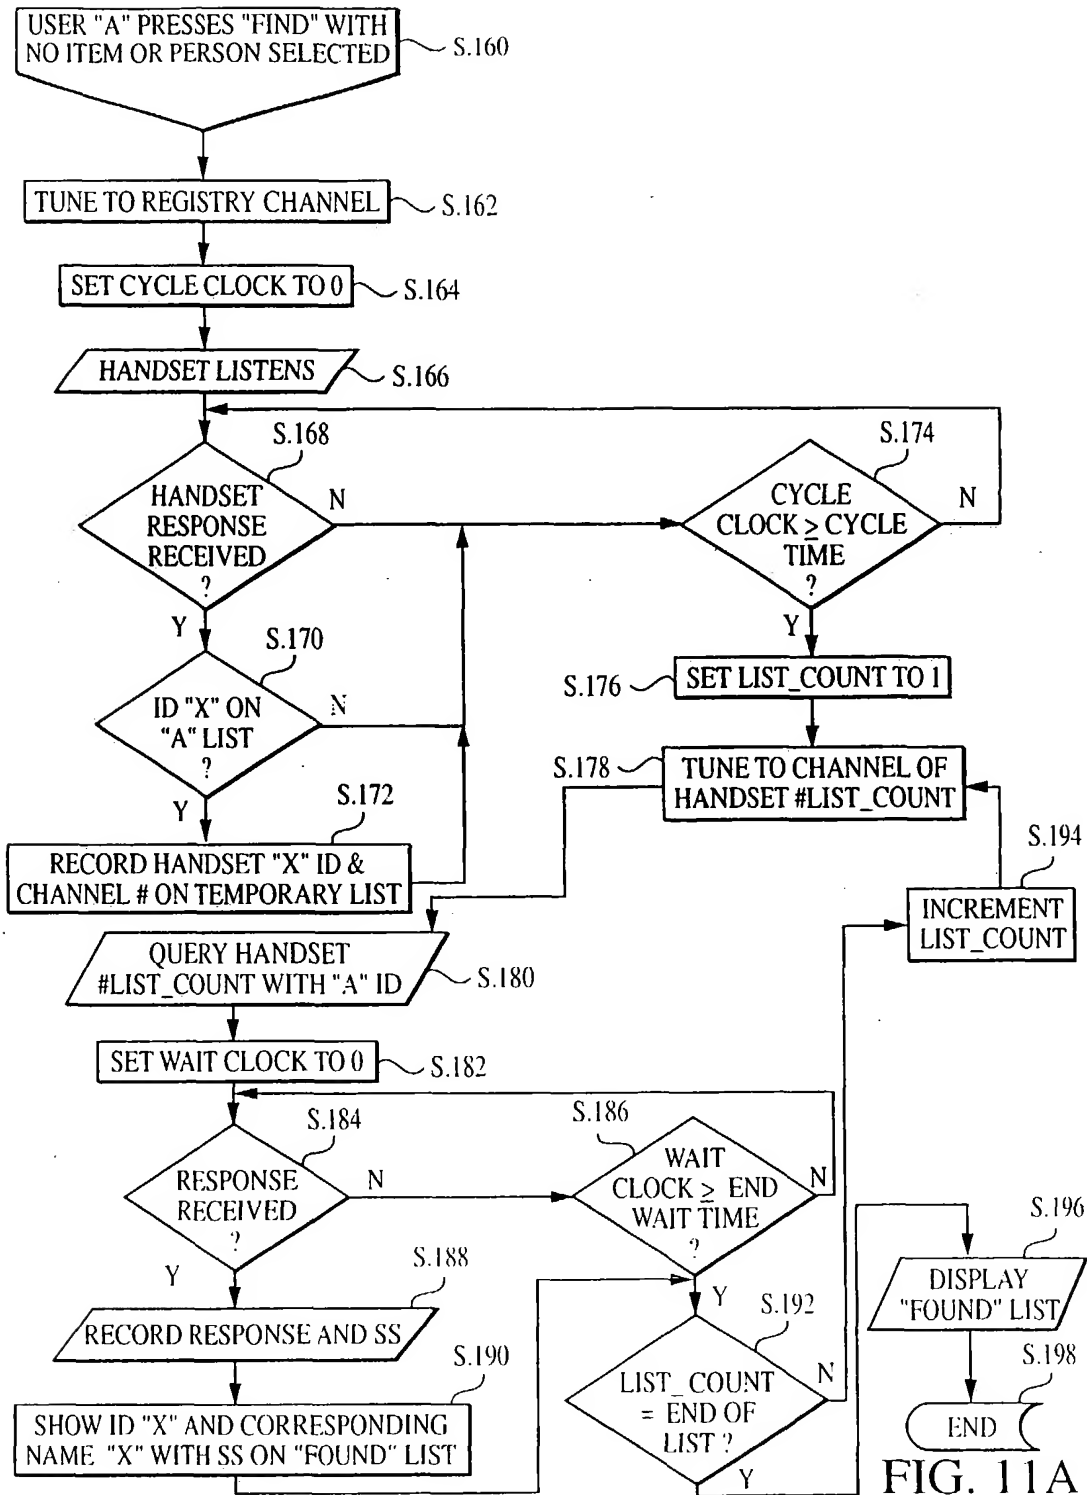 USER "A" PRESSES "FIND" WITH
NO ITEM OR PERSON SELECTED
S.160
TUNE TO REGISTRY CHANNEL
S.162
SET CYCLE CLOCK TO 0
S.164
HANDSET LISTENS
S.166
S.168
HANDSET
RESPONSE
RECEIVED
?
N
Y
S.174
CYCLE
CLOCK ≥ CYCLE
TIME
?
N
Y
S.170
ID "X" ON
"A" LIST
?
N
Y
S.176
SET LIST_COUNT TO 1
S.178
TUNE TO CHANNEL OF
HANDSET #LIST_COUNT
S.172
RECORD HANDSET "X" ID &
CHANNEL # ON TEMPORARY LIST
S.194
INCREMENT
LIST_COUNT
QUERY HANDSET
#LIST_COUNT WITH "A" ID
S.180
SET WAIT CLOCK TO 0
S.182
S.184
RESPONSE
RECEIVED
?
N
Y
S.186
WAIT
CLOCK ≥ END
WAIT TIME
?
N
Y
S.188
RECORD RESPONSE AND SS
S.190
SHOW ID "X" AND CORRESPONDING
NAME "X" WITH SS ON "FOUND" LIST
S.192
LIST_COUNT
= END OF
LIST ?
N
Y
S.196
DISPLAY
"FOUND" LIST
S.198
END
FIG. 11A